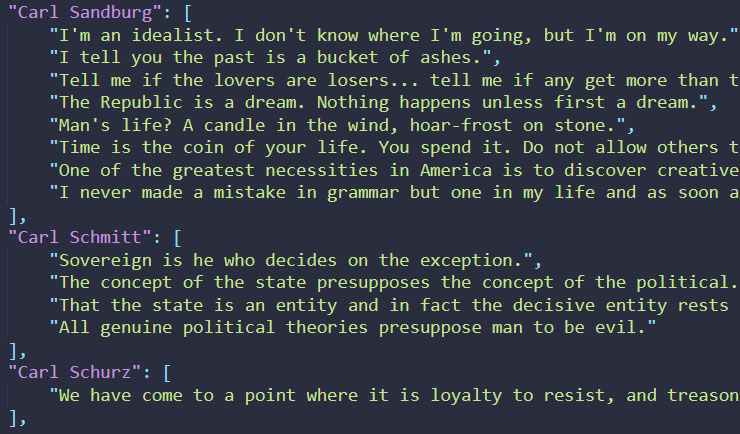 "Carl Sandburg": [
"I'm an idealist. I don't know where I'm going, but I'm on my way."
"I tell you the past is a bucket of ashes.",
"Tell me if the lovers are losers... tell me if any get more than t
"The Republic is a dream. Nothing happens unless first a dream.",
"Man's life? A candle in the wind, hoar-frost on stone.",
"Time is the coin of your life. You spend it. Do not allow others t
"One of the greatest necessities in America is to discover creative
"I never made a mistake in grammar but one in my life and as soon a
],
"Carl Schmitt": [
"Sovereign is he who decides on the exception.",
"The concept of the state presupposes the concept of the political.
"That the state is an entity and in fact the decisive entity rests
"All genuine political theories presuppose man to be evil."
],
"Carl Schurz": [
"We have come to a point where it is loyalty to resist, and treason
],